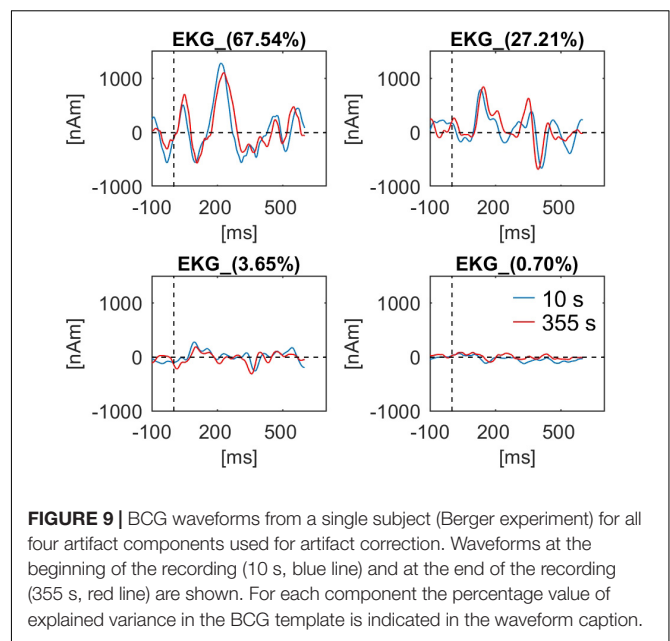 EKG_(67.54%)
1000
0
-1000
[nAm]
-100 200 500
[ms]
EKG_(27.21%)
1000
0
-1000
[nAm]
-100 200 500
[ms]
EKG_(3.65%)
1000
0
-1000
[nAm]
-100 200 500
[ms]
EKG_(0.70%)
10 s
355 s
1000
0
-1000
[nAm]
-100 200 500
[ms]
FIGURE 9 | BCG waveforms from a single subject (Berger experiment) for all
four artifact components used for artifact correction. Waveforms at the
beginning of the recording (10 s, blue line) and at the end of the recording
(355 s, red line) are shown. For each component the percentage value of
explained variance in the BCG template is indicated in the waveform caption.